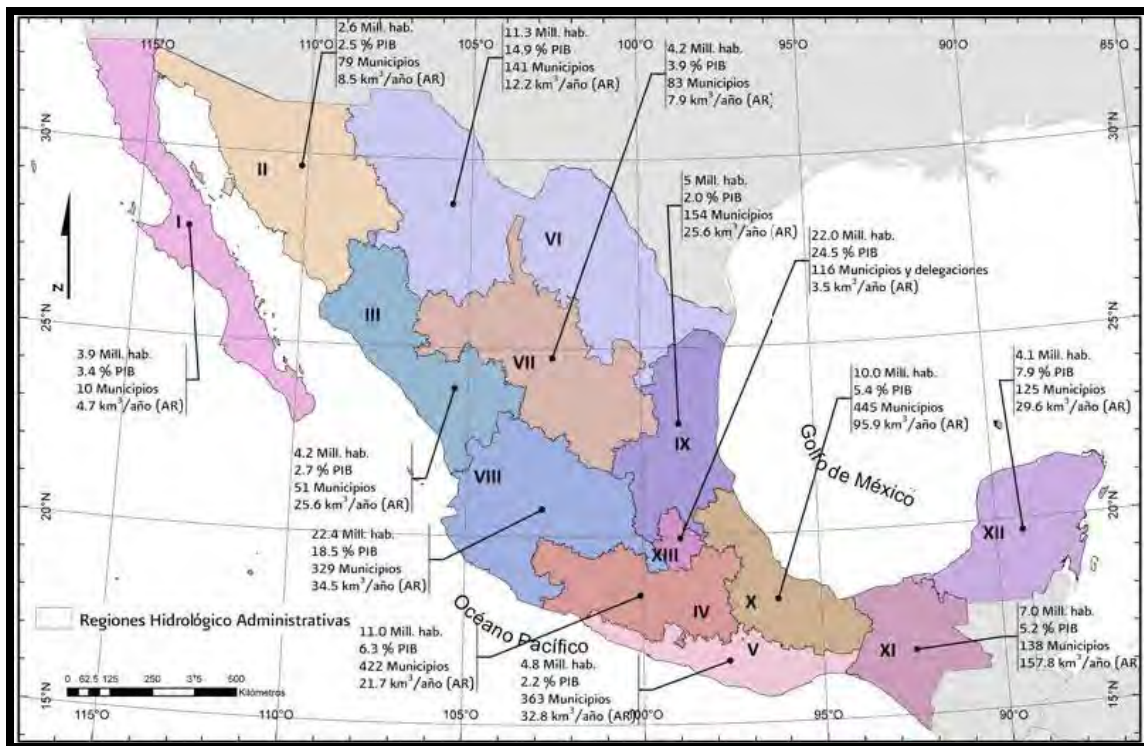 115°O
110°O
105°O
100°O
95°O
90°O
85°O
2.6 Mill. hab.
2.5 % PIB
79 Municipios
8.5 km³/año (AR)
11.3 Mill. hab.
14.9 % PIB
141 Municipios
12.2 km³/año (AR)
4.2 Mill. hab.
3.9 % PIB
83 Municipios
7.9 km³/año (AR)
5 Mill. hab.
2.0 % PIB
154 Municipios
25.6 km³/año (AR)
22.0 Mill. hab.
24.5 % PIB
116 Municipios y delegaciones
3.5 km³/año (AR)
30°N
30°N
25°N
25°N
20°N
20°N
15°N
15°N
N
I
II
III
VI
VII
VIII
IX
XIII
IV
V
X
XI
XII
3.9 Mill. hab.
3.4 % PIB
10 Municipios
4.7 km³/año (AR)
4.2 Mill. hab.
2.7 % PIB
51 Municipios
25.6 km³/año (AR)
10.0 Mill. hab.
5.4 % PIB
445 Municipios
95.9 km³/año (AR)
4.1 Mill. hab.
7.9 % PIB
125 Municipios
29.6 km³/año (AR)
Golfo de México
22.4 Mill. hab.
18.5 % PIB
329 Municipios
34.5 km³/año (AR)
Océano Pacífico
11.0 Mill. hab.
6.3 % PIB
422 Municipios
21.7 km³/año (AR)
4.8 Mill. hab.
2.2 % PIB
363 Municipios
32.8 km³/año (AR)
7.0 Mill. hab.
5.2 % PIB
138 Municipios
157.8 km³/año (AR)
Regiones Hidrológico Administrativas
0 62.5 125 250 375 500
Kilómetros
115°O
110°O
105°O
100°O
95°O
90°O